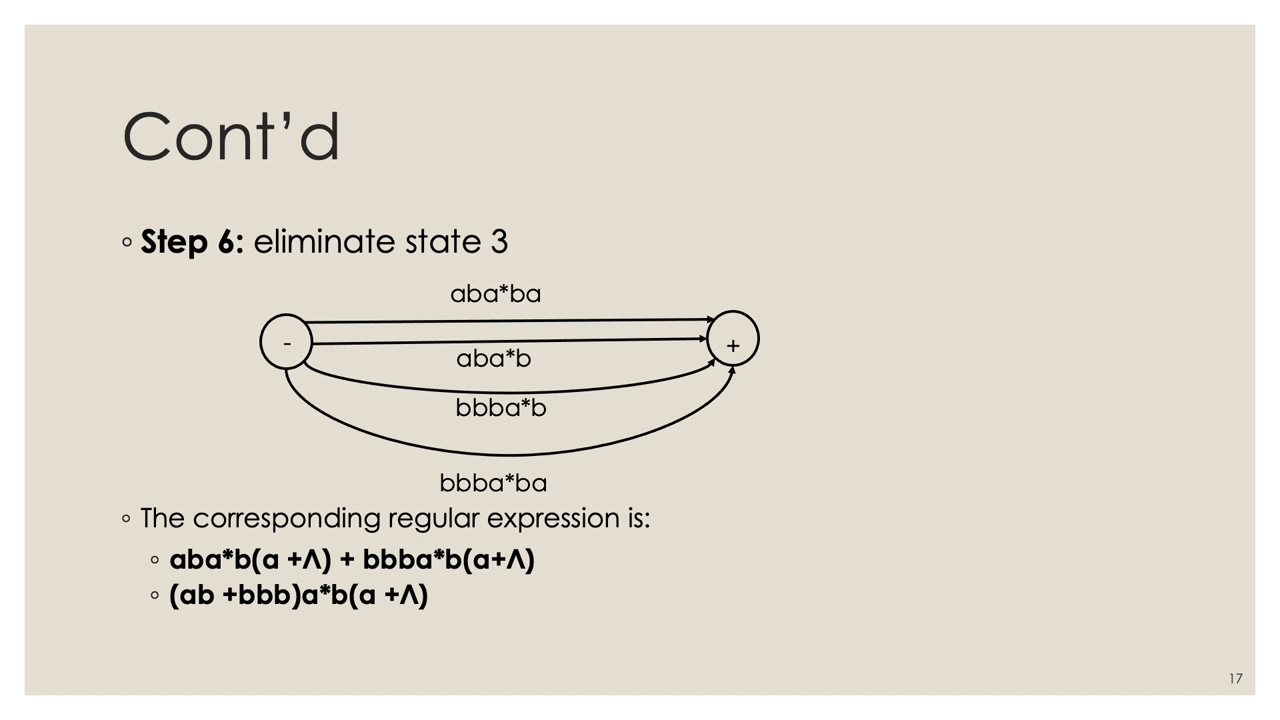 Cont’d
◦ Step 6: eliminate state 3
aba*ba
- +
aba*b
bbba*b
bbba*ba
◦ The corresponding regular expression is:
◦ aba*b(a +Λ) + bbba*b(a+Λ)
◦ (ab +bbb)a*b(a +Λ)
17